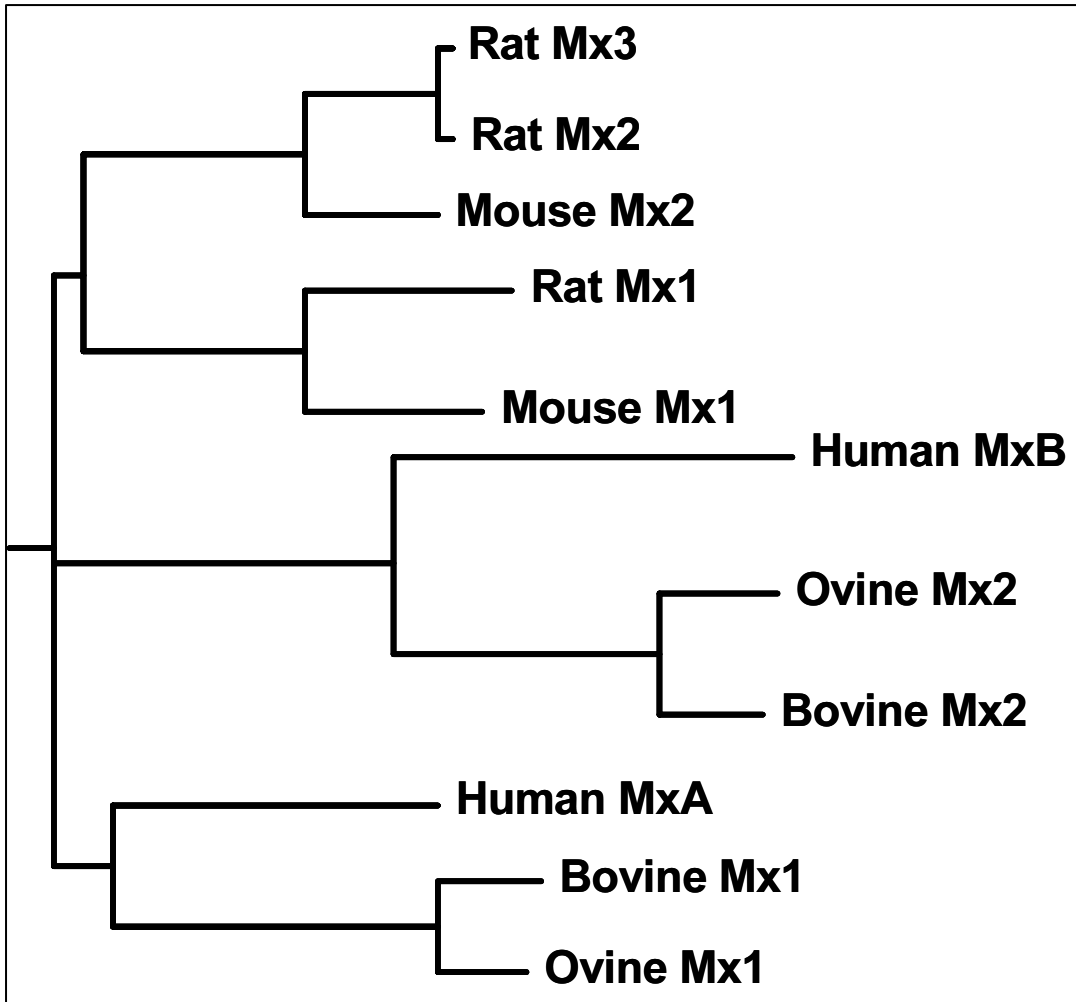 Rat Mx3
Rat Mx2
Mouse Mx2
Rat Mx1
Mouse Mx1
Human MxB
Ovine Mx2
Bovine Mx2
Human MxA
Bovine Mx1
Ovine Mx1